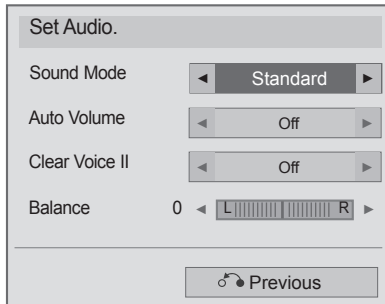 Set Audio.
Sound Mode ◄ Standard ►
Auto Volume ◄ Off ►
Clear Voice II ◄ Off ►
Balance 0 ◄ L R ►
Previous